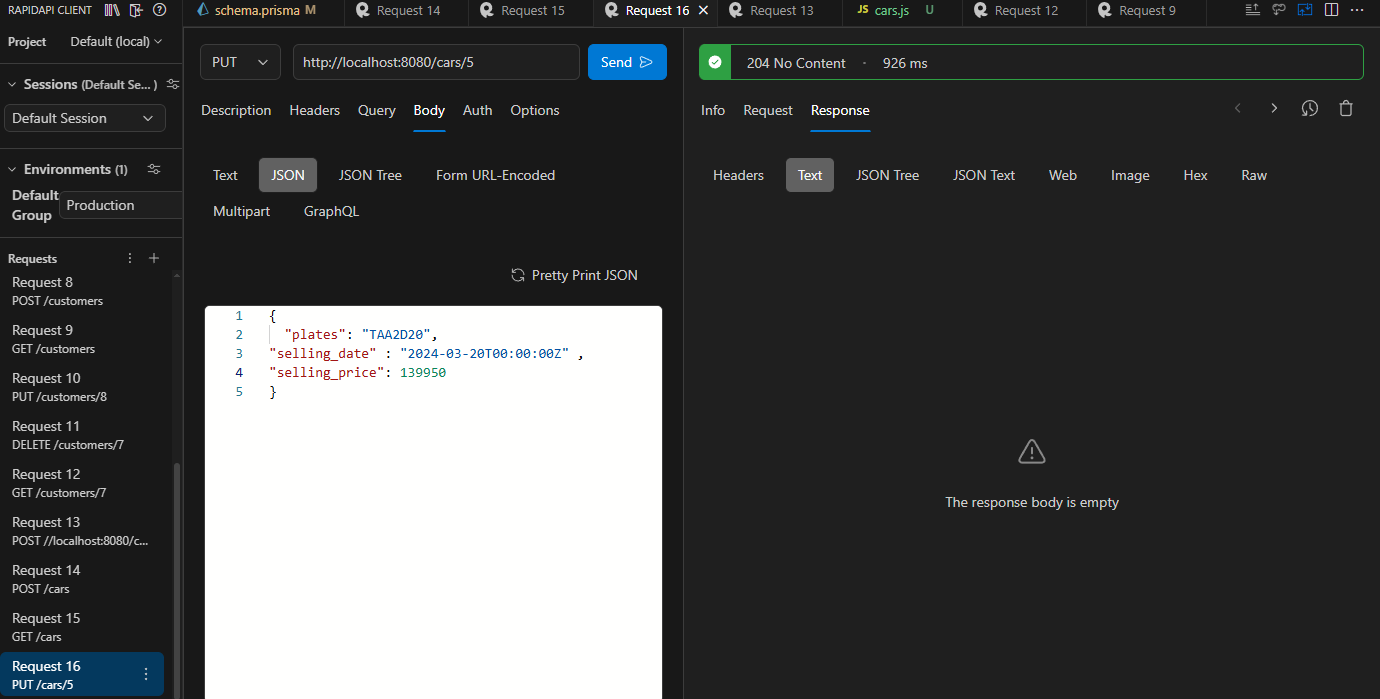 RAPIDAPI CLIENT
Project Default (local)
Sessions (Default Se... )
Default Session
Environments (1)
Default Group
Production
Requests
Request 8
POST /customers
Request 9
GET /customers
Request 10
PUT /customers/8
Request 11
DELETE /customers/7
Request 12
GET /customers/7
Request 13
POST //localhost:8080/c...
Request 14
POST /cars
Request 15
GET /cars
Request 16
PUT /cars/5
schema.prisma M Request 14 Request 15 Request 16 Request 13 JS cars.js U Request 12 Request 9
PUT http://localhost:8080/cars/5 Send
Description Headers Query Body Auth Options
Text JSON JSON Tree Form URL-Encoded
Multipart GraphQL
Pretty Print JSON
1 {
2 "plates": "TAA2D20",
3 "selling_date" : "2024-03-20T00:00:00Z" ,
4 "selling_price": 139950
5 }
204 No Content · 926 ms
Info Request Response
Headers Text JSON Tree JSON Text Web Image Hex Raw
The response body is empty